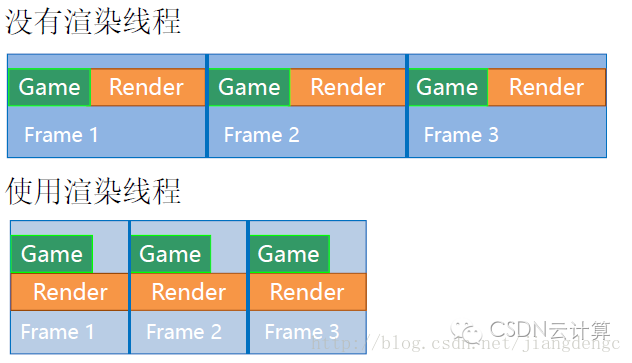 没有渲染线程
Game Render Game Render Game Render
Frame 1 Frame 2 Frame 3
使用渲染线程
Game Game Game
Render Render Render
Frame 1 Frame 2 Frame 3
CSDN云计算
http://blog.csdn.net/jiangdengc